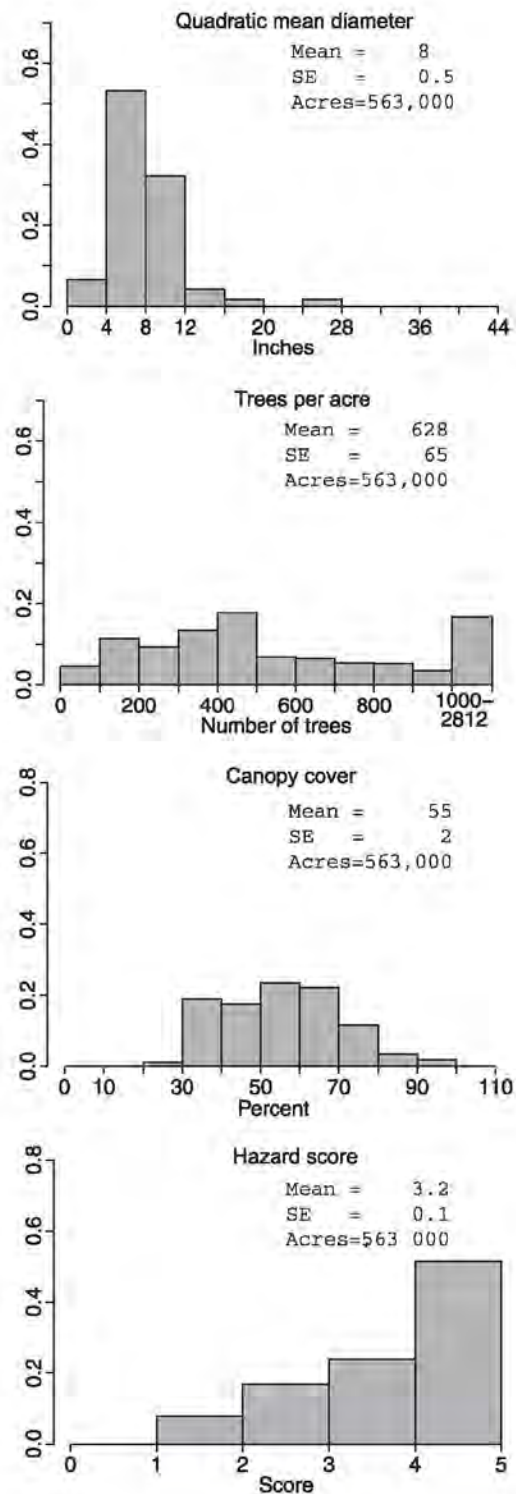 Quadratic mean diameter
Mean = 8
SE = 0.5
Acres=563,000
0.6
0.4
0.2
0.0
0 4 8 12 20 28 36 44
Inches
Trees per acre
Mean = 628
SE = 65
Acres=563,000
0.6
0.4
0.2
0.0
0 200 400 600 800 1000–
2812
Number of trees
Canopy cover
Mean = 55
SE = 2
Acres=563,000
0.8
0.6
0.4
0.2
0.0
0 10 30 50 70 90 110
Percent
Hazard score
Mean = 3.2
SE = 0.1
Acres=563 000
0.8
0.6
0.4
0.2
0.0
0 1 2 3 4 5
Score